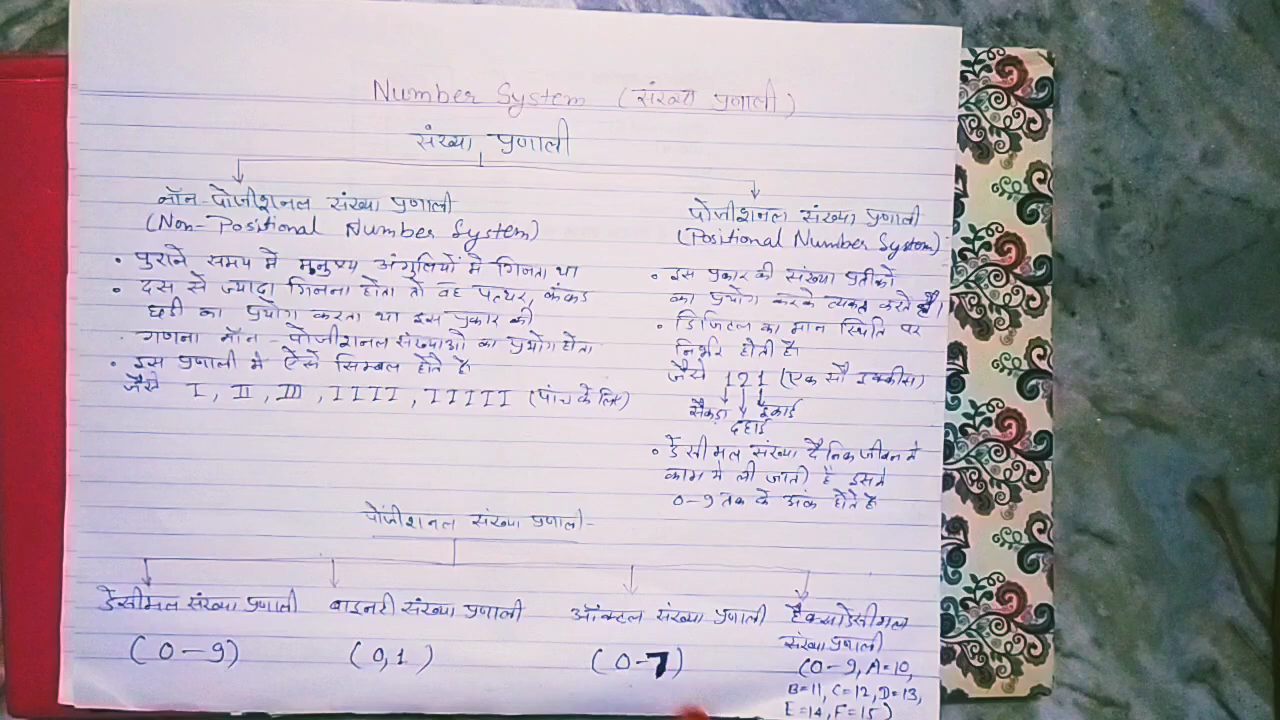 Number System (संख्या प्रणाली)
संख्या प्रणाली
नॉन-पोजीशनल संख्या प्रणाली
(Non-Positional Number System)
• पुराने समय मे मनुष्य अंगुलियों मे गिनता था
• दस से ज्यादा गिनना होता तो वह पत्थर, कंकड
छडी का प्रयोग करता था इस प्रकार की
गणना नॉन-पोजीशनल संख्याओ का प्रयोग होता
• इस प्रणाली मे ऐसे सिम्बल होते है
जैसे I, II, III, IIII, IIIII (पांच के लिए)
पोजीशनल संख्या प्रणाली
(Positional Number System)
• इस प्रकार की संख्या प्रतीको
का प्रयोग करके व्यक्त करते है।
• डिजिटल का मान स्थिति पर
निर्भर होती है।
जैसे 121 (एक सौ इक्कीस)
सैकड़ा इकाई
दहाई
• डेसीमल संख्या दैनिक जीवन मे
काम मे ली जाती है इसमे
0-9 तक के अंक होते है
पोजीशनल संख्या प्रणाली-
डेसीमल संख्या प्रणाली बाइनरी संख्या प्रणाली ऑक्टल संख्या प्रणाली हैक्साडेसीमल
संख्या प्रणाली
(0-9) (0,1) (0-7) (0-9, A=10,
B=11, C=12, D=13,
E=14, F=15)